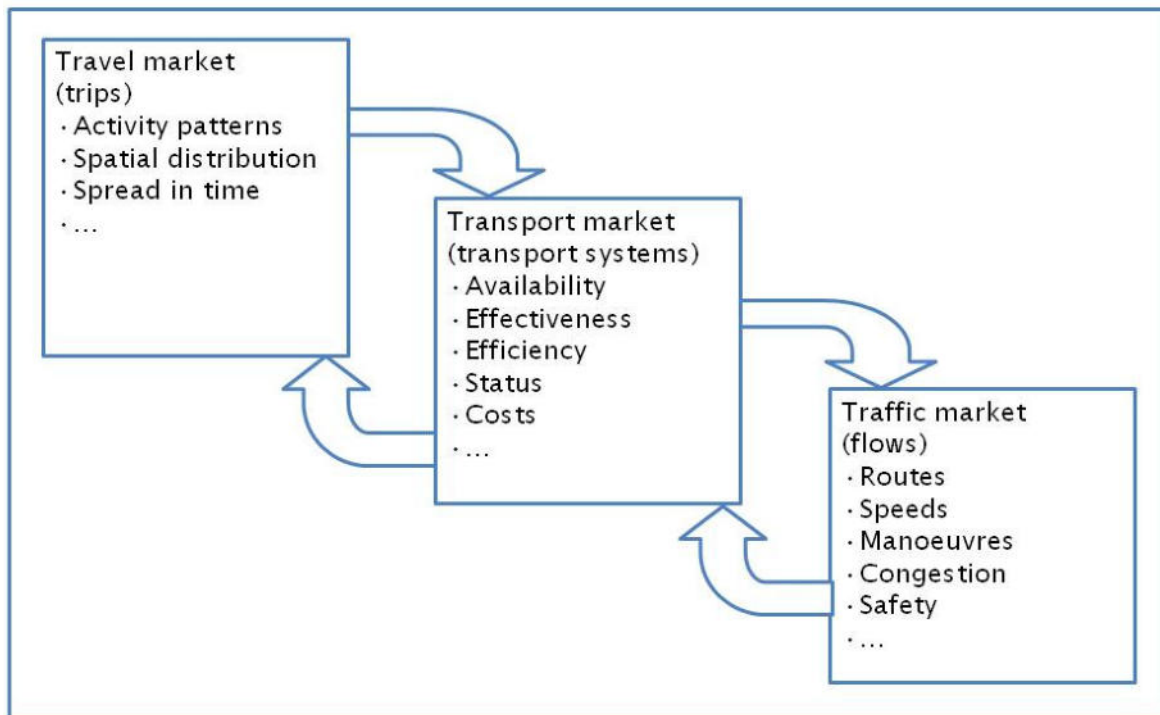 Travel market
(trips)
· Activity patterns
· Spatial distribution
· Spread in time
· ...
Transport market
(transport systems)
· Availability
· Effectiveness
· Efficiency
· Status
· Costs
· ...
Traffic market
(flows)
· Routes
· Speeds
· Manoeuvres
· Congestion
· Safety
· ...